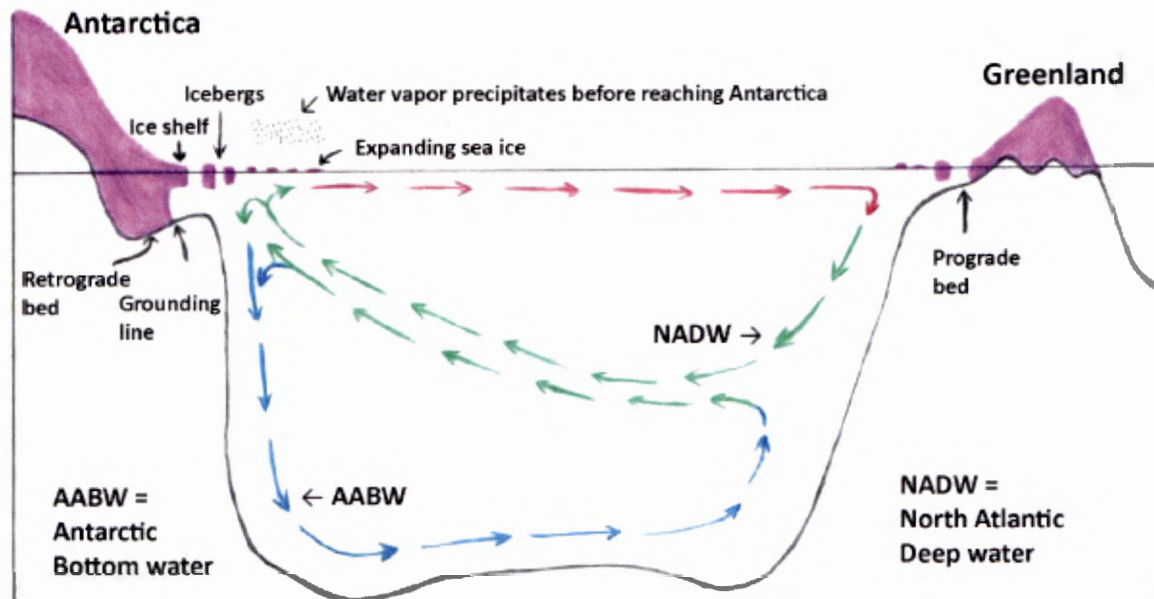 Antarctica
Greenland
Icebergs
Water vapor precipitates before reaching Antarctica
Ice shelf
Expanding sea ice
Retrograde
bed
Grounding
line
Prograde
bed
NADW →
← AABW
AABW =
Antarctic
Bottom water
NADW =
North Atlantic
Deep water